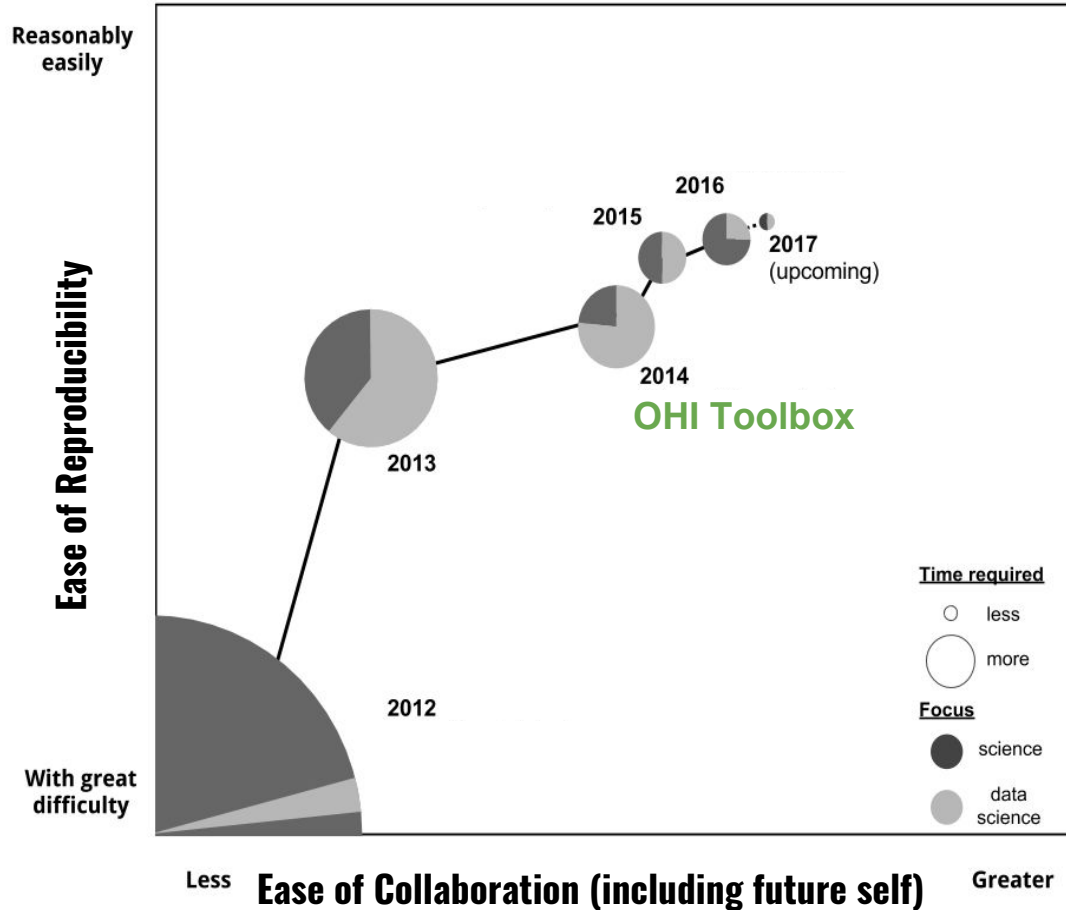 Reasonably
easily
Ease of Reproducibility
With great
difficulty
2016
2015
2017
(upcoming)
2014
OHI Toolbox
2013
2012
Time required
less
more
Focus
science
data
science
Less
Ease of Collaboration (including future self)
Greater